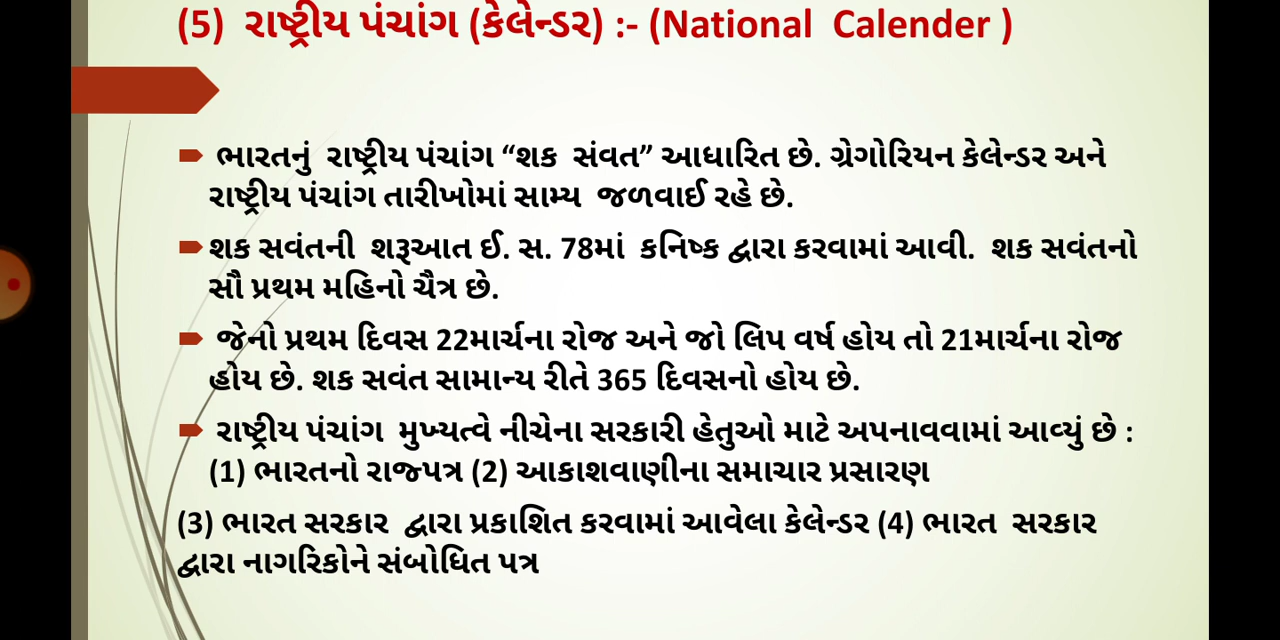 (5) રાષ્ટ્રીય પંચાંગ (કેલેન્ડર) :- (National Calender )
ભારતનું રાષ્ટ્રીય પંચાંગ “શક સંવત” આધારિત છે. ગ્રેગોરિયન કેલેન્ડર અને
રાષ્ટ્રીય પંચાંગ તારીખોમાં સામ્ય જળવાઈ રહે છે.
શક સવંતની શરૂઆત ઈ. સ. 78માં કનિષ્ક દ્વારા કરવામાં આવી. શક સવંતનો
સૌ પ્રથમ મહિનો ચૈત્ર છે.
જેનો પ્રથમ દિવસ 22માર્ચના રોજ અને જો લિપ વર્ષ હોય તો 21માર્ચના રોજ
હોય છે. શક સવંત સામાન્ય રીતે 365 દિવસનો હોય છે.
રાષ્ટ્રીય પંચાંગ મુખ્યત્વે નીચેના સરકારી હેતુઓ માટે અપનાવવામાં આવ્યું છે :
(1) ભારતનો રાજપત્ર (2) આકાશવાણીના સમાચાર પ્રસારણ
(3) ભારત સરકાર દ્વારા પ્રકાશિત કરવામાં આવેલા કેલેન્ડર (4) ભારત સરકાર
દ્વારા નાગરિકોને સંબોધિત પત્ર